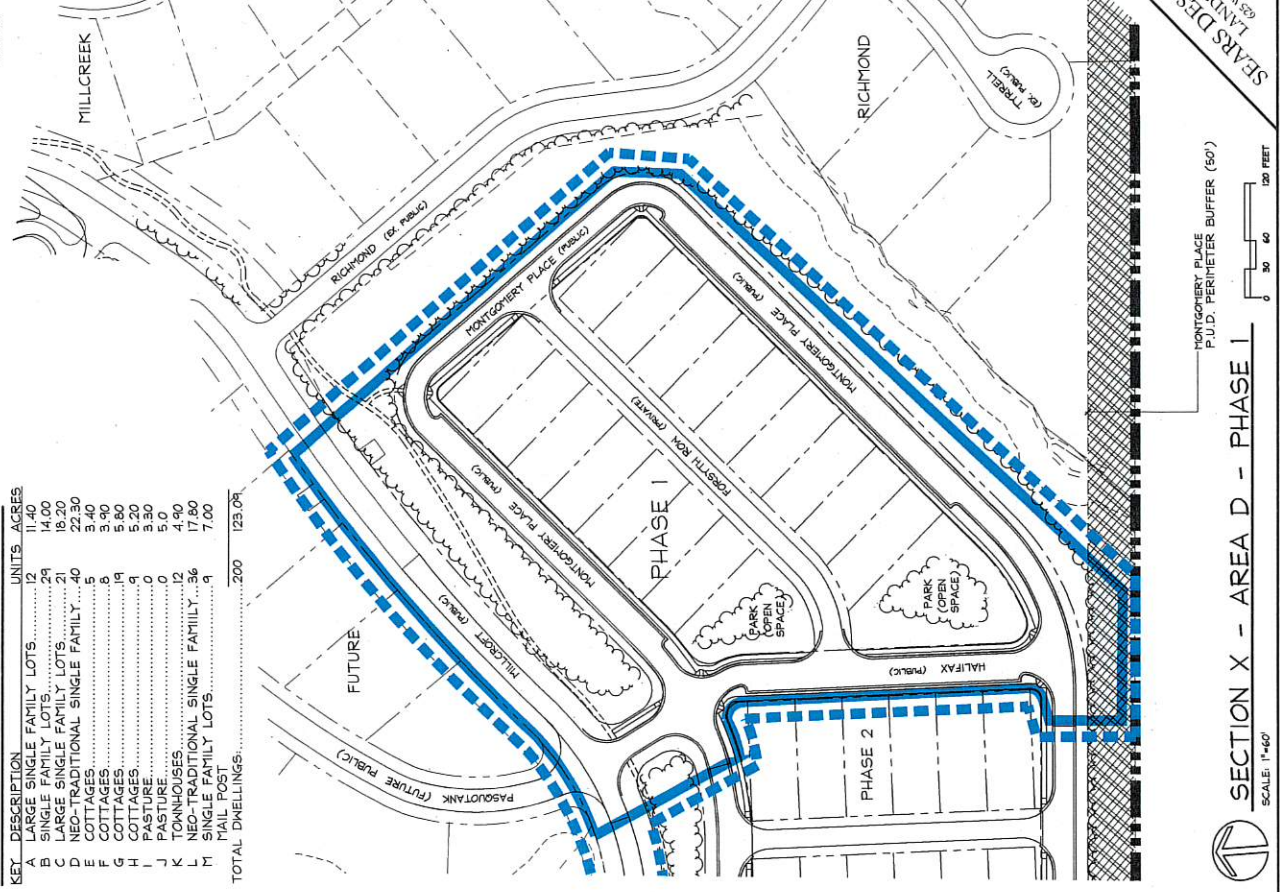 KEY DESCRIPTION UNITS ACRES
A LARGE SINGLE FAMILY LOTS..........12 11.40
B SINGLE FAMILY LOTS..........29 14.00
C LARGE SINGLE FAMILY LOTS..........21 18.20
D NEO-TRADITIONAL SINGLE FAMILY..........40 22.30
E COTTAGES..........5 3.40
F COTTAGES..........8 3.90
G COTTAGES..........19 5.80
H COTTAGES..........9 5.20
I PASTURE..........0 3.30
J PASTURE..........0 5.0
K TOWNHOUSES..........12 4.90
L NEO-TRADITIONAL SINGLE FAMIILY...36 17.80
M SINGLE FAMILY LOTS..........9 7.00
MAIL POST
TOTAL DWELLINGS:..........200 123.09
MILLCREEK
RICHMOND (EX. PUBLIC)
RICHMOND
TYRRELL
(EX. PUBLIC)
FUTURE
MILLCROFT (PUBLIC)
PASQUOTANK (FUTURE PUBLIC)
MONTGOMERY PLACE (PUBLIC)
MONTGOMERY PLACE (PUBLIC)
MONTGOMERY PLACE (PUBLIC)
FORSYTH ROW (PRIVATE)
PHASE 1
PARK
(OPEN
SPACE)
PARK
(OPEN
SPACE)
HALIFAX (PUBLIC)
PHASE 2
MONTGOMERY PLACE
P.U.D. PERIMETER BUFFER (50')
SECTION X - AREA D - PHASE 1
SCALE: 1"=60'
0 30 60 120 FEET
SEARS DES
LAND
625 W